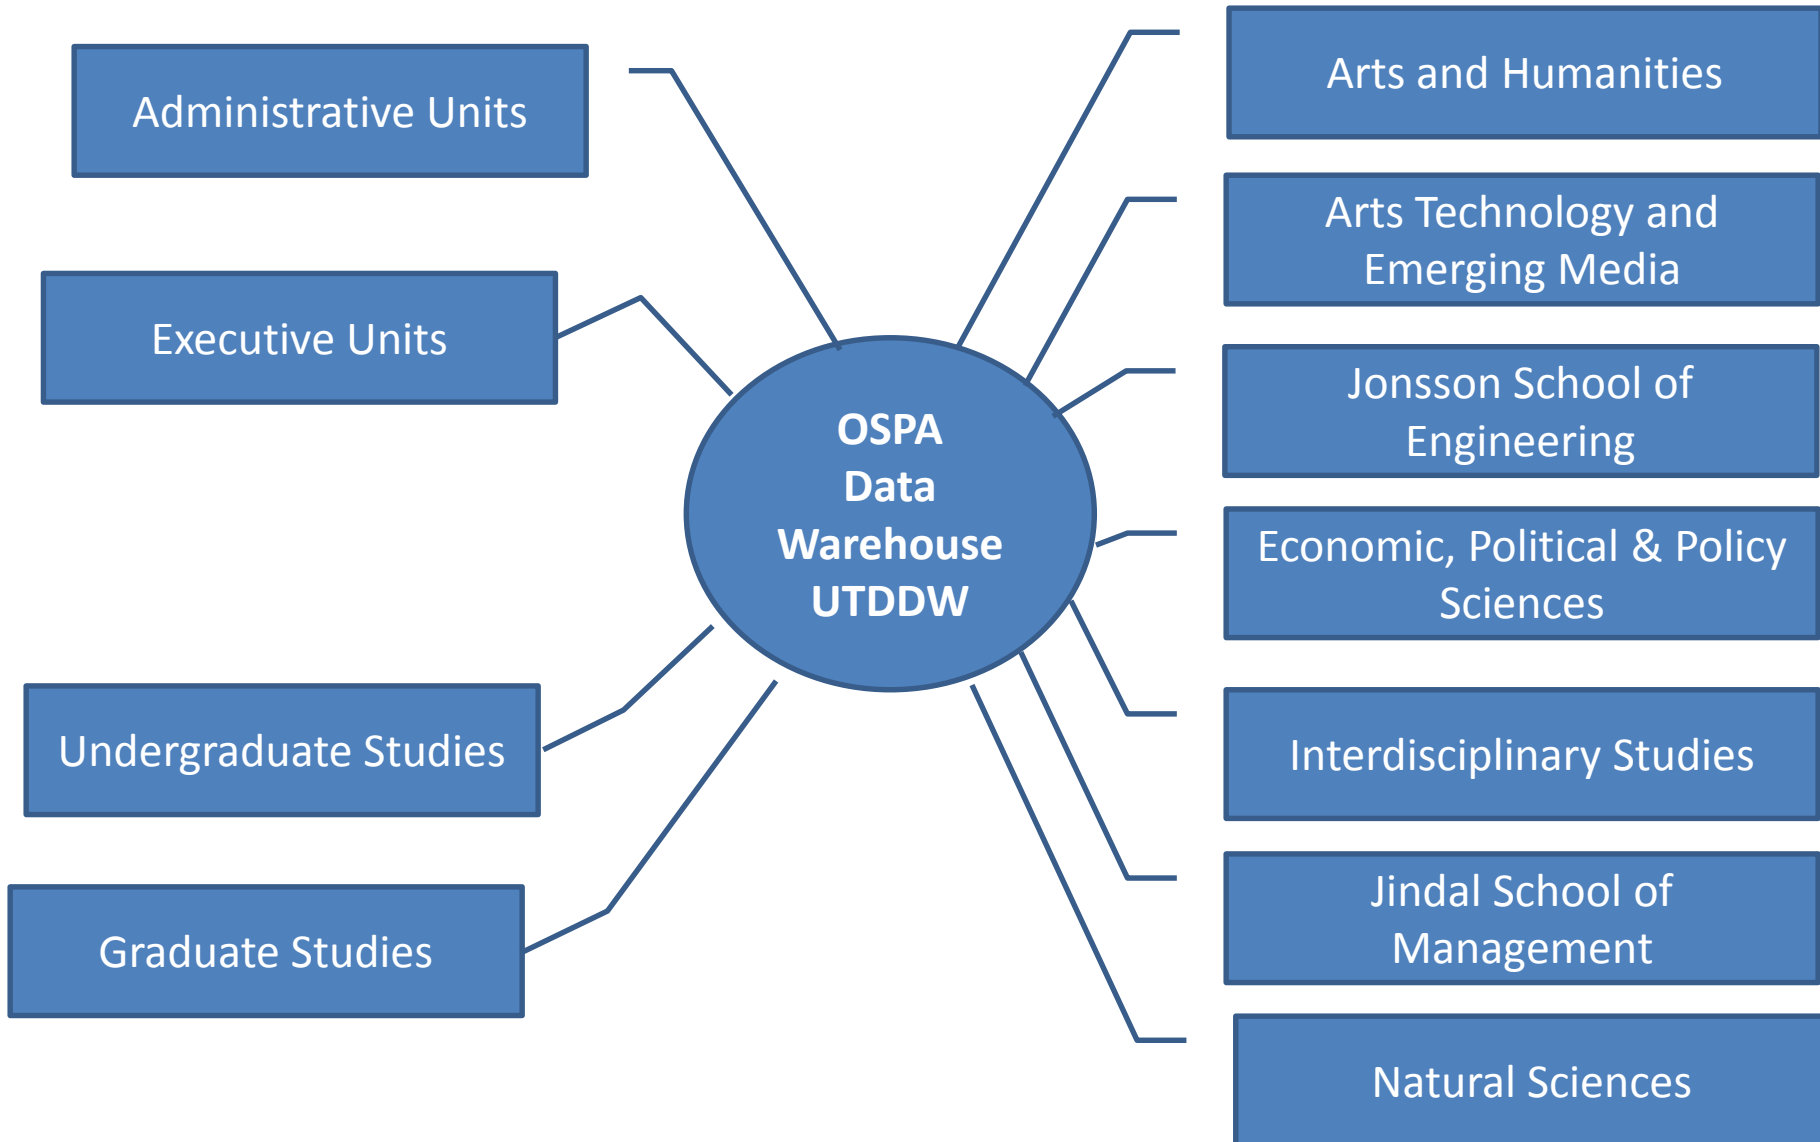 Administrative Units
Executive Units
Undergraduate Studies
Graduate Studies
OSPA
Data
Warehouse
UTDDW
Arts and Humanities
Arts Technology and
Emerging Media
Jonsson School of
Engineering
Economic, Political & Policy
Sciences
Interdisciplinary Studies
Jindal School of
Management
Natural Sciences